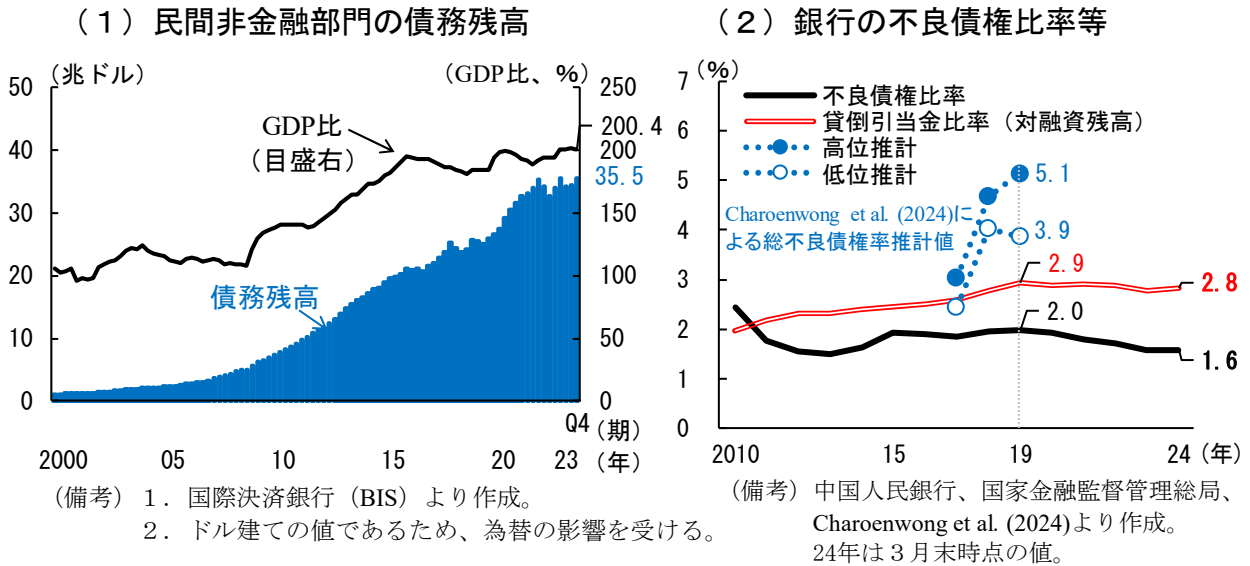 （１）民間非金融部門の債務残高
（兆ドル）
（GDP比、％）
50
40
30
20
10
0
250
200.4
200
35.5
150
100
50
0
GDP比
（目盛右）
債務残高
Q4
（期）
2000
05
10
15
20
23
（年）
（備考）１．国際決済銀行（BIS）より作成。
２．ドル建ての値であるため、為替の影響を受ける。
（２）銀行の不良債権比率等
（％）
7
6
5
4
3
2
1
0
不良債権比率
貸倒引当金比率（対融資残高）
高位推計
低位推計
Charoenwong et al. (2024)に
よる総不良債権率推計値
5.1
3.9
2.9
2.8
2.0
1.6
2010
15
19
24
（年）
（備考）中国人民銀行、国家金融監督管理総局、
Charoenwong et al. (2024)より作成。
24年は３月末時点の値。